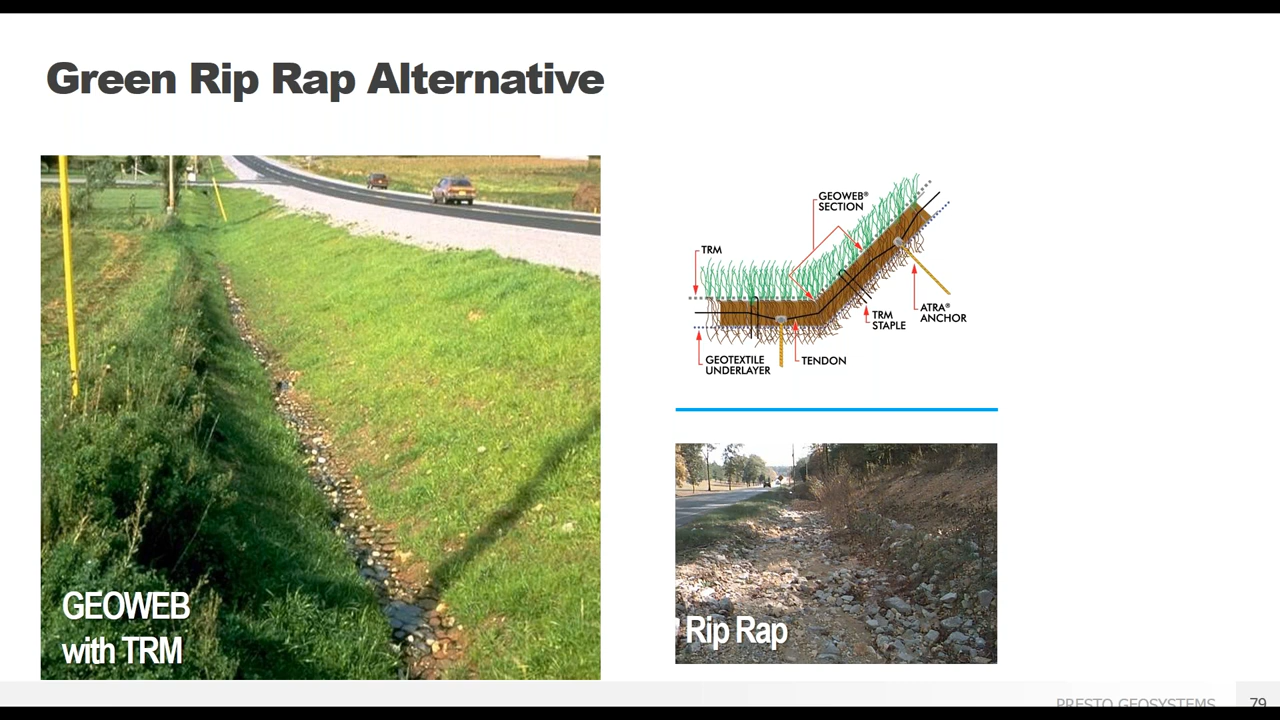 Green Rip Rap Alternative
GEOWEB
with TRM
GEOWEB®
SECTION
TRM
ATRA®
ANCHOR
TRM
STAPLE
GEOTEXTILE
UNDERLAYER
TENDON
Rip Rap
PRESTO GEOSYSTEMS
79